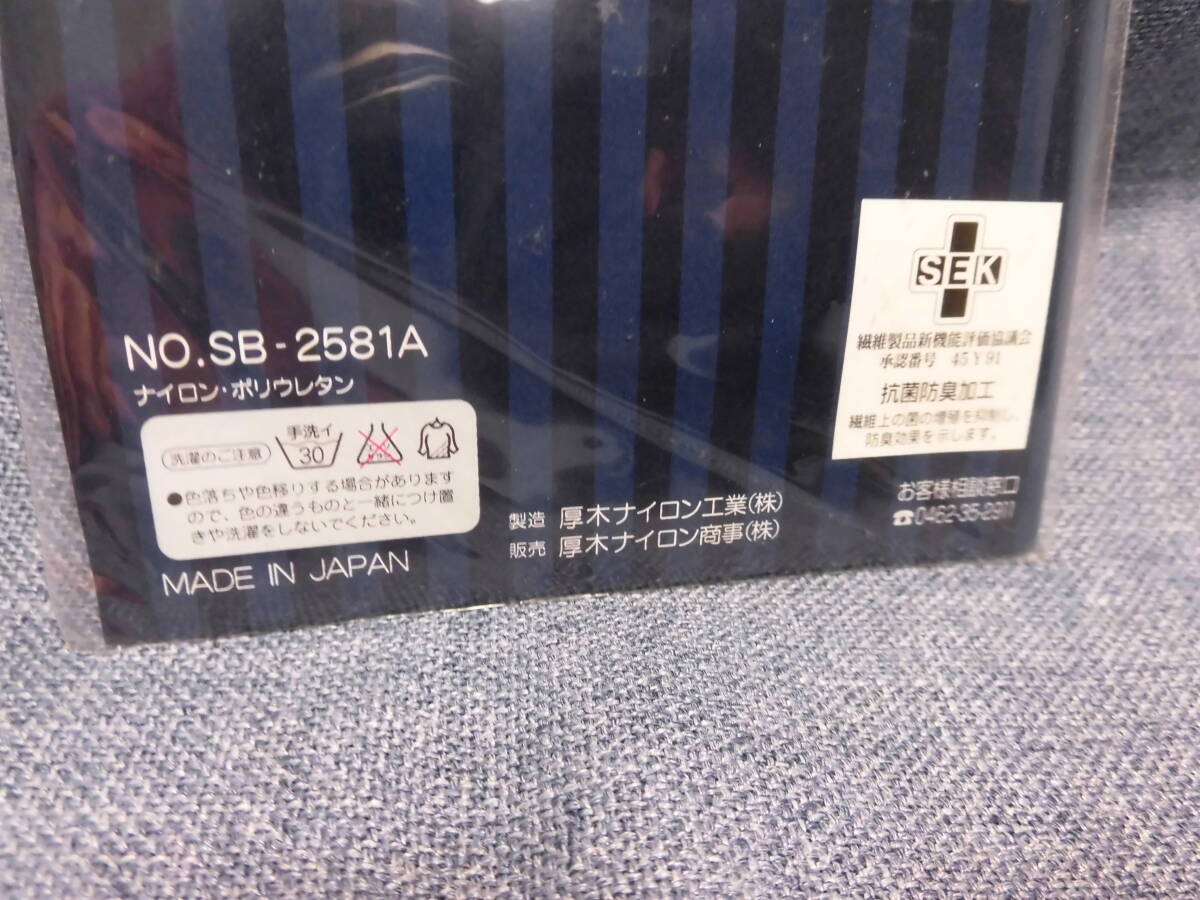 NO.SB-2581A
ナイロン・ポリウレタン
洗濯のご注意
手洗イ
30
●色落ちや色移りする場合があります
ので、色の違うものと一緒につけ置
きや洗濯をしないでください。
MADE IN JAPAN
製造 厚木ナイロン工業(株)
販売 厚木ナイロン商事(株)
SEK
繊維製品新機能評価協議会
承認番号 45Y91
抗菌防臭加工
繊維上の菌の増殖を抑制し、
防臭効果を示します。
お客様相談窓口